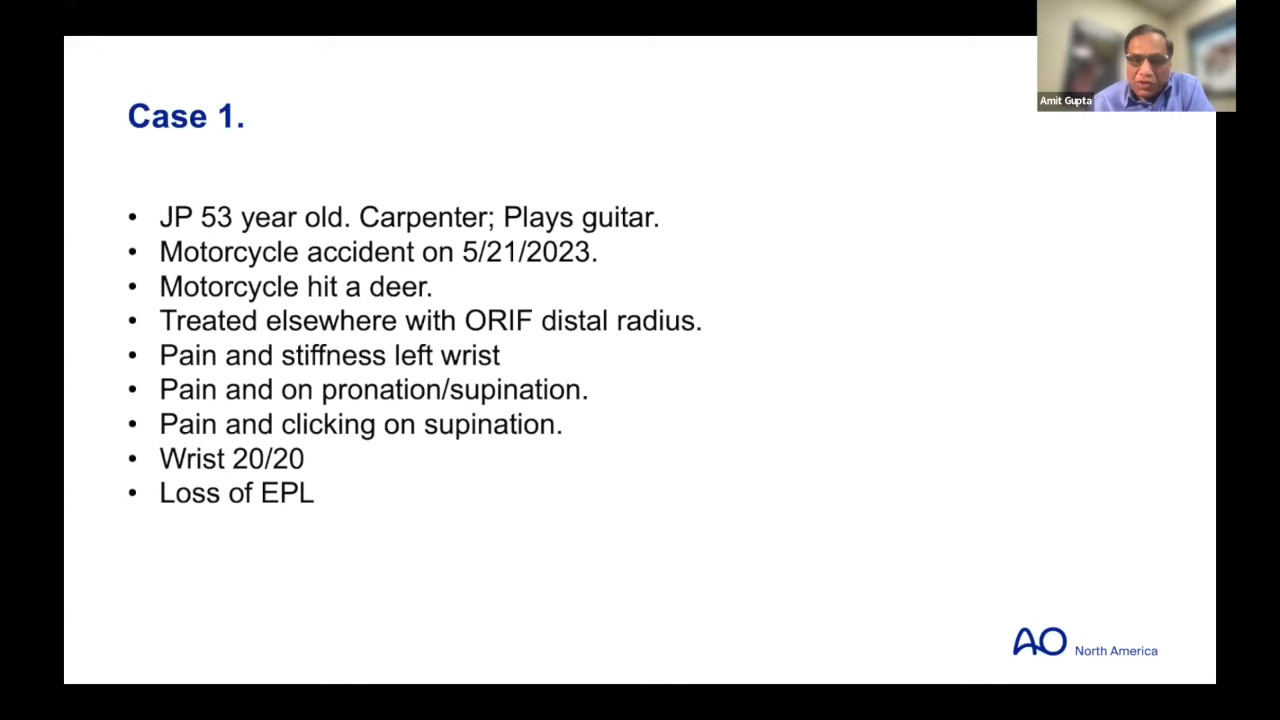 Amit Gupta
Case 1.
• JP 53 year old. Carpenter; Plays guitar.
• Motorcycle accident on 5/21/2023.
• Motorcycle hit a deer.
• Treated elsewhere with ORIF distal radius.
• Pain and stiffness left wrist
• Pain and on pronation/supination.
• Pain and clicking on supination.
• Wrist 20/20
• Loss of EPL
AO North America